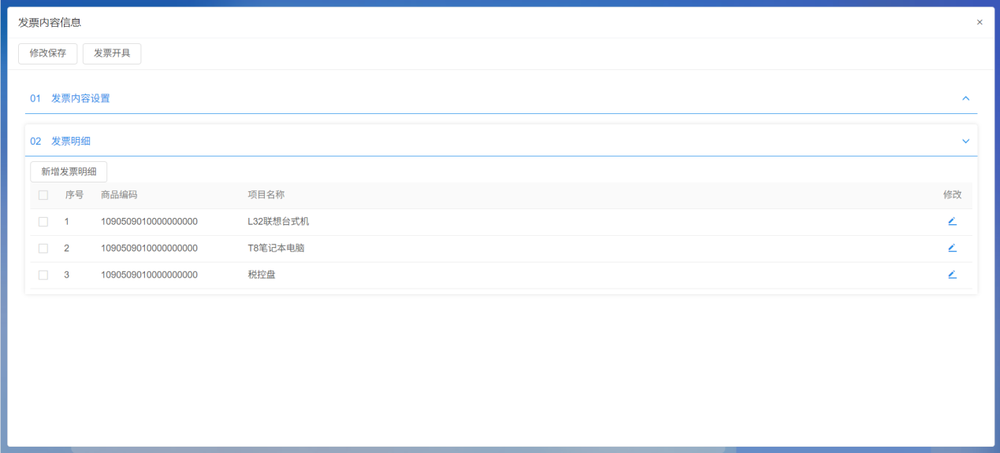 发票内容信息 ×
修改保存 发票开具
01 发票内容设置
02 发票明细
新增发票明细
序号 商品编码 项目名称 修改
1 1090509010000000000 L32联想台式机
2 1090509010000000000 T8笔记本电脑
3 1090509010000000000 税控盘